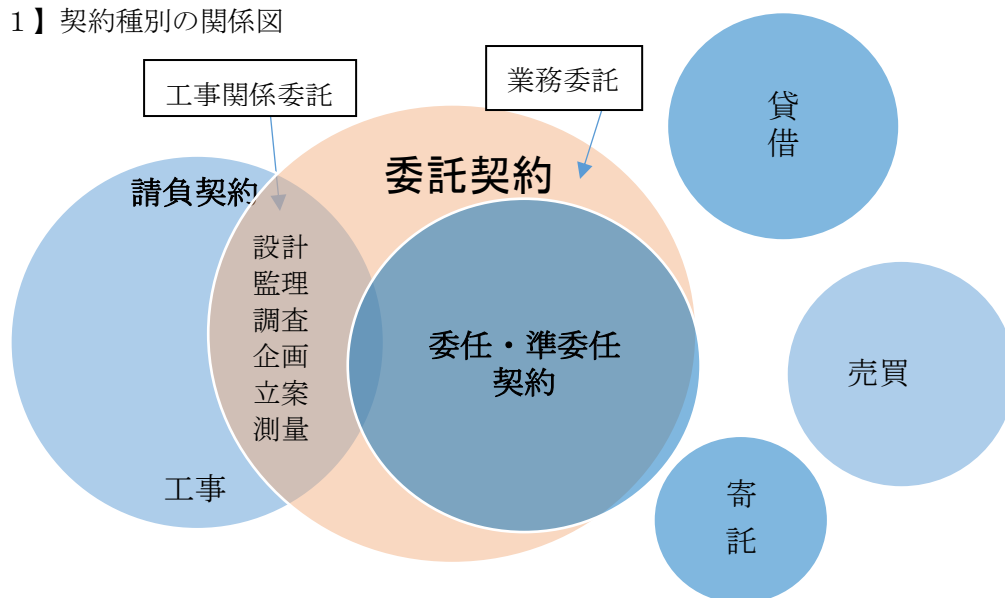 1】契約種別の関係図
工事関係委託
業務委託
貸
借
委託契約
請負契約
設計
監理
調査
企画
立案
測量
委任・準委任
契約
売買
工事
寄
託